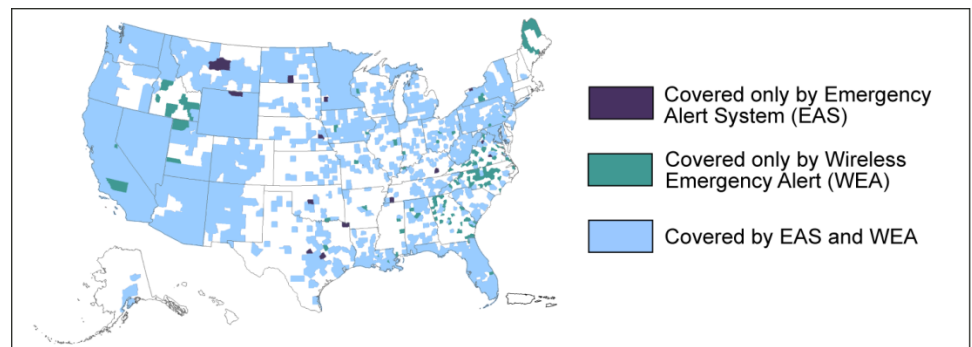 Covered only by Emergency
Alert System (EAS)
Covered only by Wireless
Emergency Alert (WEA)
Covered by EAS and WEA